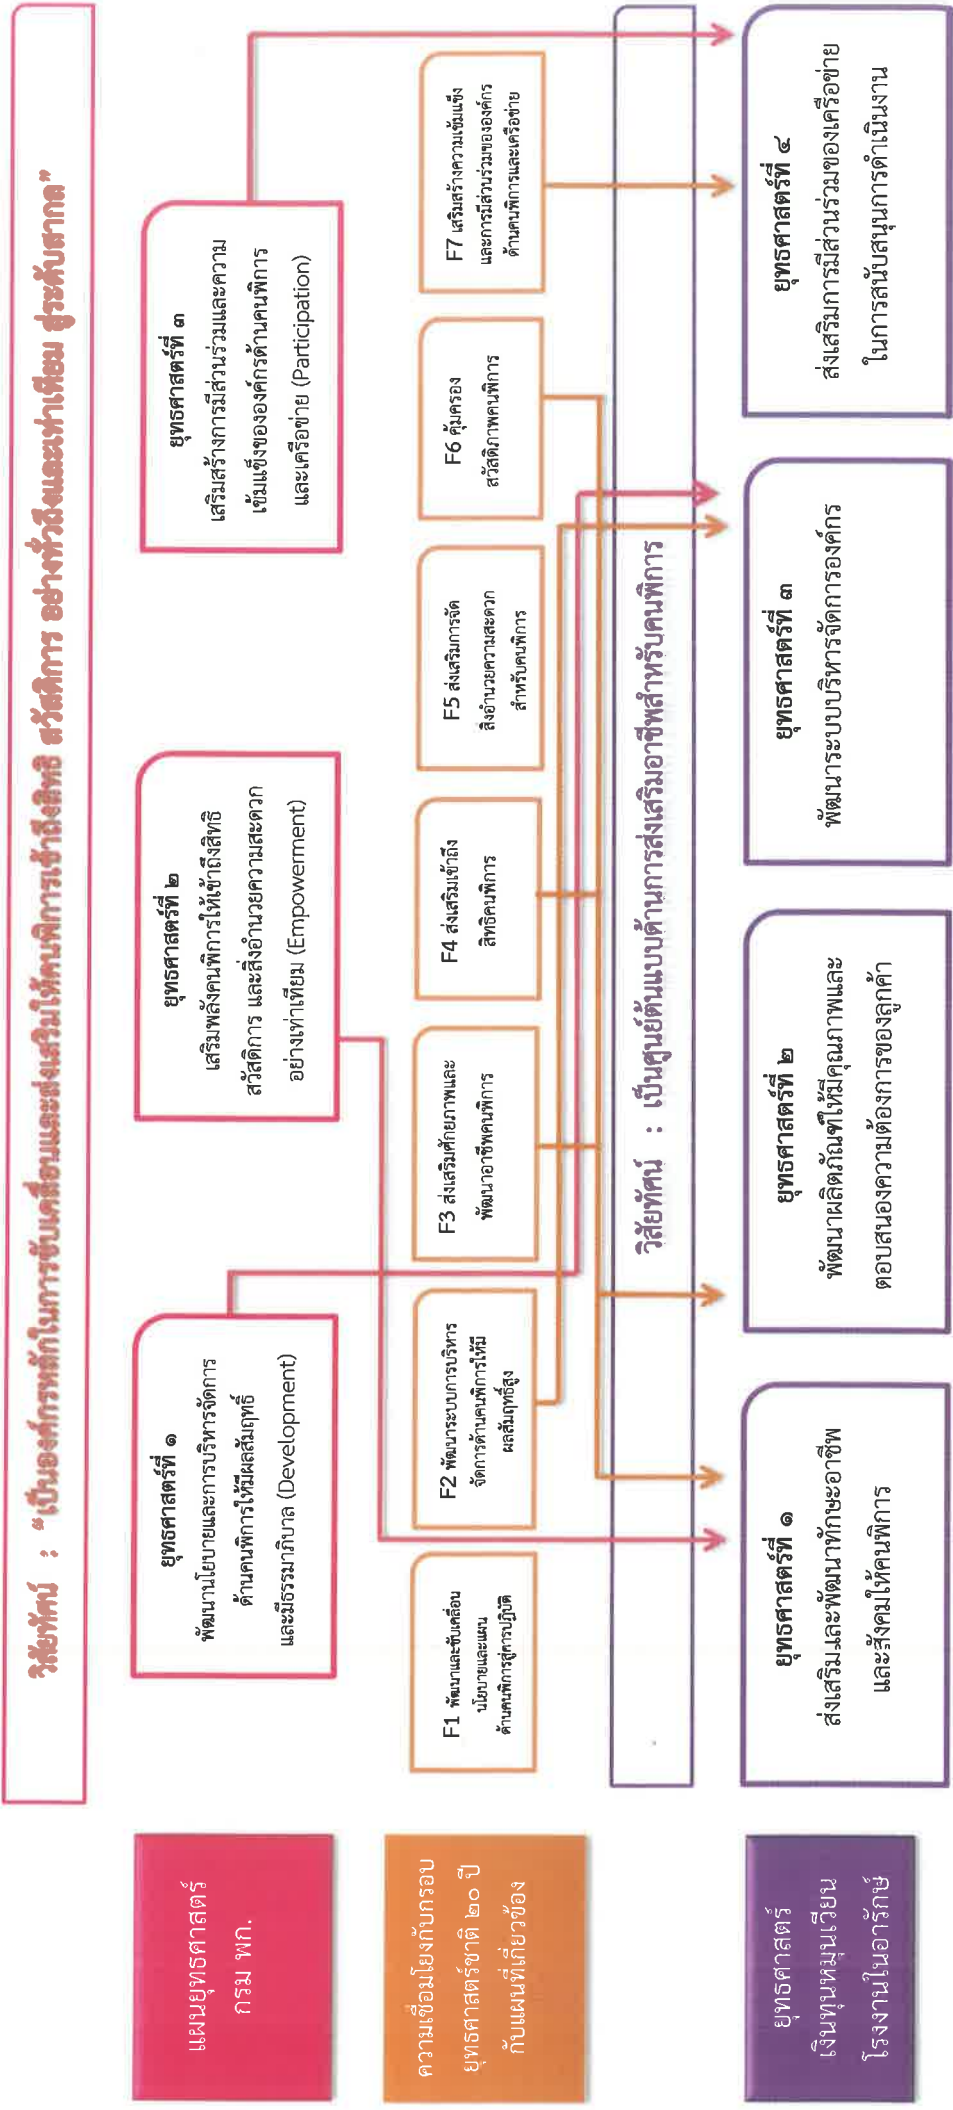 วิสัยทัศน์ : “เป็นองค์กรหลักในการขับเคลื่อนและส่งเสริมให้คนพิการเข้าถึงสิทธิ สวัสดิการ อย่างทั่วถึงและเท่าเทียม สู่ระดับสากล”
แผนยุทธศาสตร์
กรม พก.
ยุทธศาสตร์ที่ ๑
พัฒนานโยบายและการบริหารจัดการ
ด้านคนพิการให้มีผลสัมฤทธิ์
และมีธรรมาภิบาล (Development)
ยุทธศาสตร์ที่ ๒
เสริมพลังคนพิการให้เข้าถึงสิทธิ
สวัสดิการ และสิ่งอำนวยความสะดวก
อย่างเท่าเทียม (Empowerment)
ยุทธศาสตร์ที่ ๓
เสริมสร้างการมีส่วนร่วมและความ
เข้มแข็งขององค์กรด้านคนพิการ
และเครือข่าย (Participation)
ความเชื่อมโยงกับกรอบ
ยุทธศาสตร์ชาติ ๒๐ ปี
กับแผนที่เกี่ยวข้อง
F1 พัฒนาและขับเคลื่อน
นโยบายและแผน
ด้านคนพิการสู่การปฏิบัติ
F2 พัฒนาระบบการบริหาร
จัดการด้านคนพิการให้มี
ผลสัมฤทธิ์สูง
F3 ส่งเสริมศักยภาพและ
พัฒนาอาชีพคนพิการ
F4 ส่งเสริมเข้าถึง
สิทธิคนพิการ
F5 ส่งเสริมการจัด
สิ่งอำนวยความสะดวก
สำหรับคนพิการ
F6 คุ้มครอง
สวัสดิภาพคนพิการ
F7 เสริมสร้างความเข้มแข็ง
และการมีส่วนร่วมขององค์กร
ด้านคนพิการและเครือข่าย
วิสัยทัศน์ : เป็นศูนย์ต้นแบบด้านการส่งเสริมอาชีพสำหรับคนพิการ
ยุทธศาสตร์
เงินทุนหมุนเวียน
โรงงานในอารักษ์
ยุทธศาสตร์ที่ ๑
ส่งเสริมและพัฒนาทักษะอาชีพ
และสังคมให้คนพิการ
ยุทธศาสตร์ที่ ๒
พัฒนาผลิตภัณฑ์ให้มีคุณภาพและ
ตอบสนองความต้องการของลูกค้า
ยุทธศาสตร์ที่ ๓
พัฒนาระบบบริหารจัดการองค์กร
ยุทธศาสตร์ที่ ๔
ส่งเสริมการมีส่วนร่วมของเครือข่าย
ในการสนับสนุนการดำเนินงาน